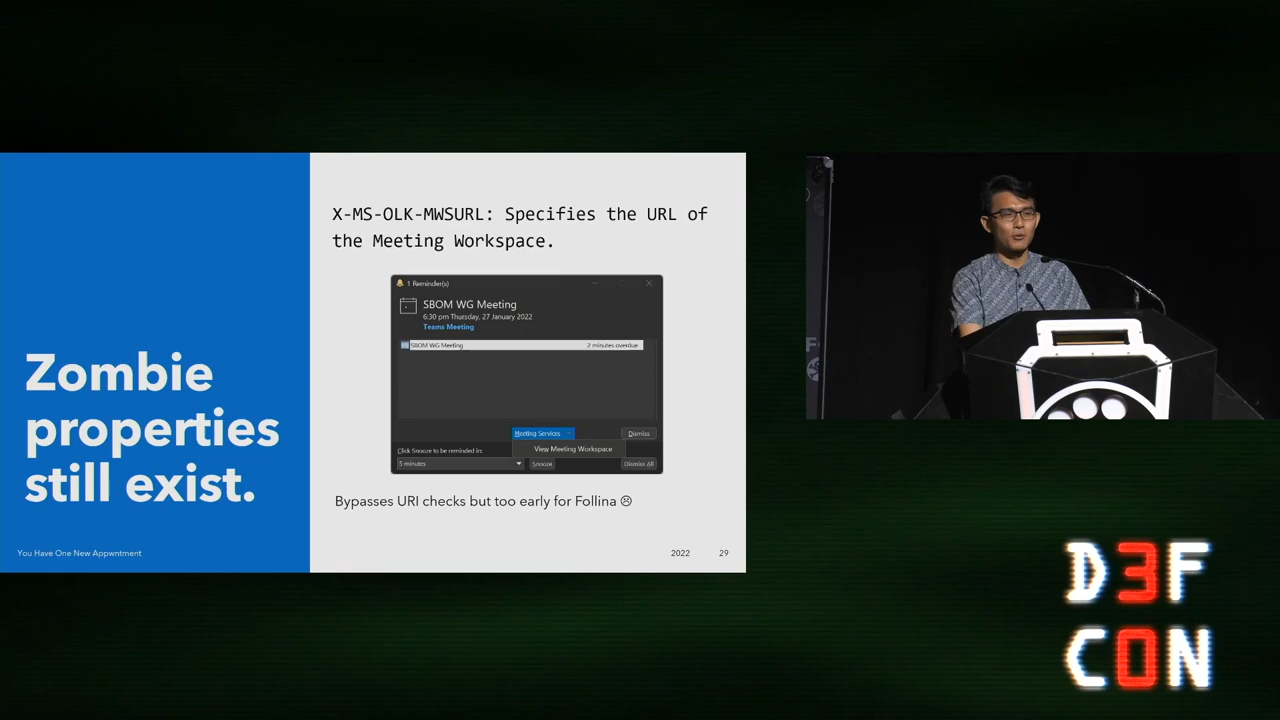 X-MS-OLK-MWSURL: Specifies the URL of
the Meeting Workspace.
1 Reminder(s)
SBOM WG Meeting
6:30 pm Thursday, 27 January 2022
Teams Meeting
SBOM WG Meeting 2 minutes overdue
Meeting Services Dismiss
Click Snooze to be reminded in: View Meeting Workspace
5 minutes Snooze Dismiss All
Zombie
properties
still exist.
Bypasses URI checks but too early for Follina ☹
You Have One New Appwntment 2022 29
D3F
C0N